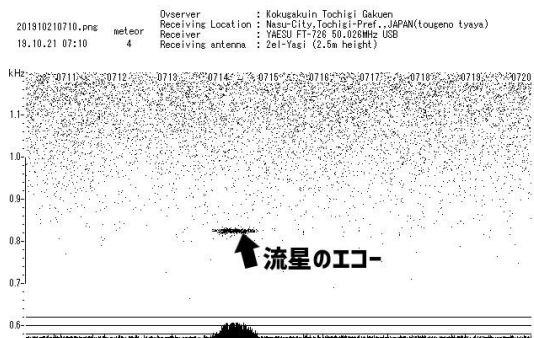 201910210710.png
19.10.21 07:10
meteor
4
Ovserver : Kokugakuin Tochigi Gakuen
Receiving Location : Nasu-City,Tochigi-Pref.,JAPAN(tougeno tyaya)
Receiver : YAESU FT-726 50.026MHz USB
Receiving antenna : 2el-Yagi (2.5m height)
kHz 0711 0712 0713 0714 0715 0716 0717 0718 0719 0720
1.1
1.0
0.9
0.8
流星のエコー
0.7
0.6